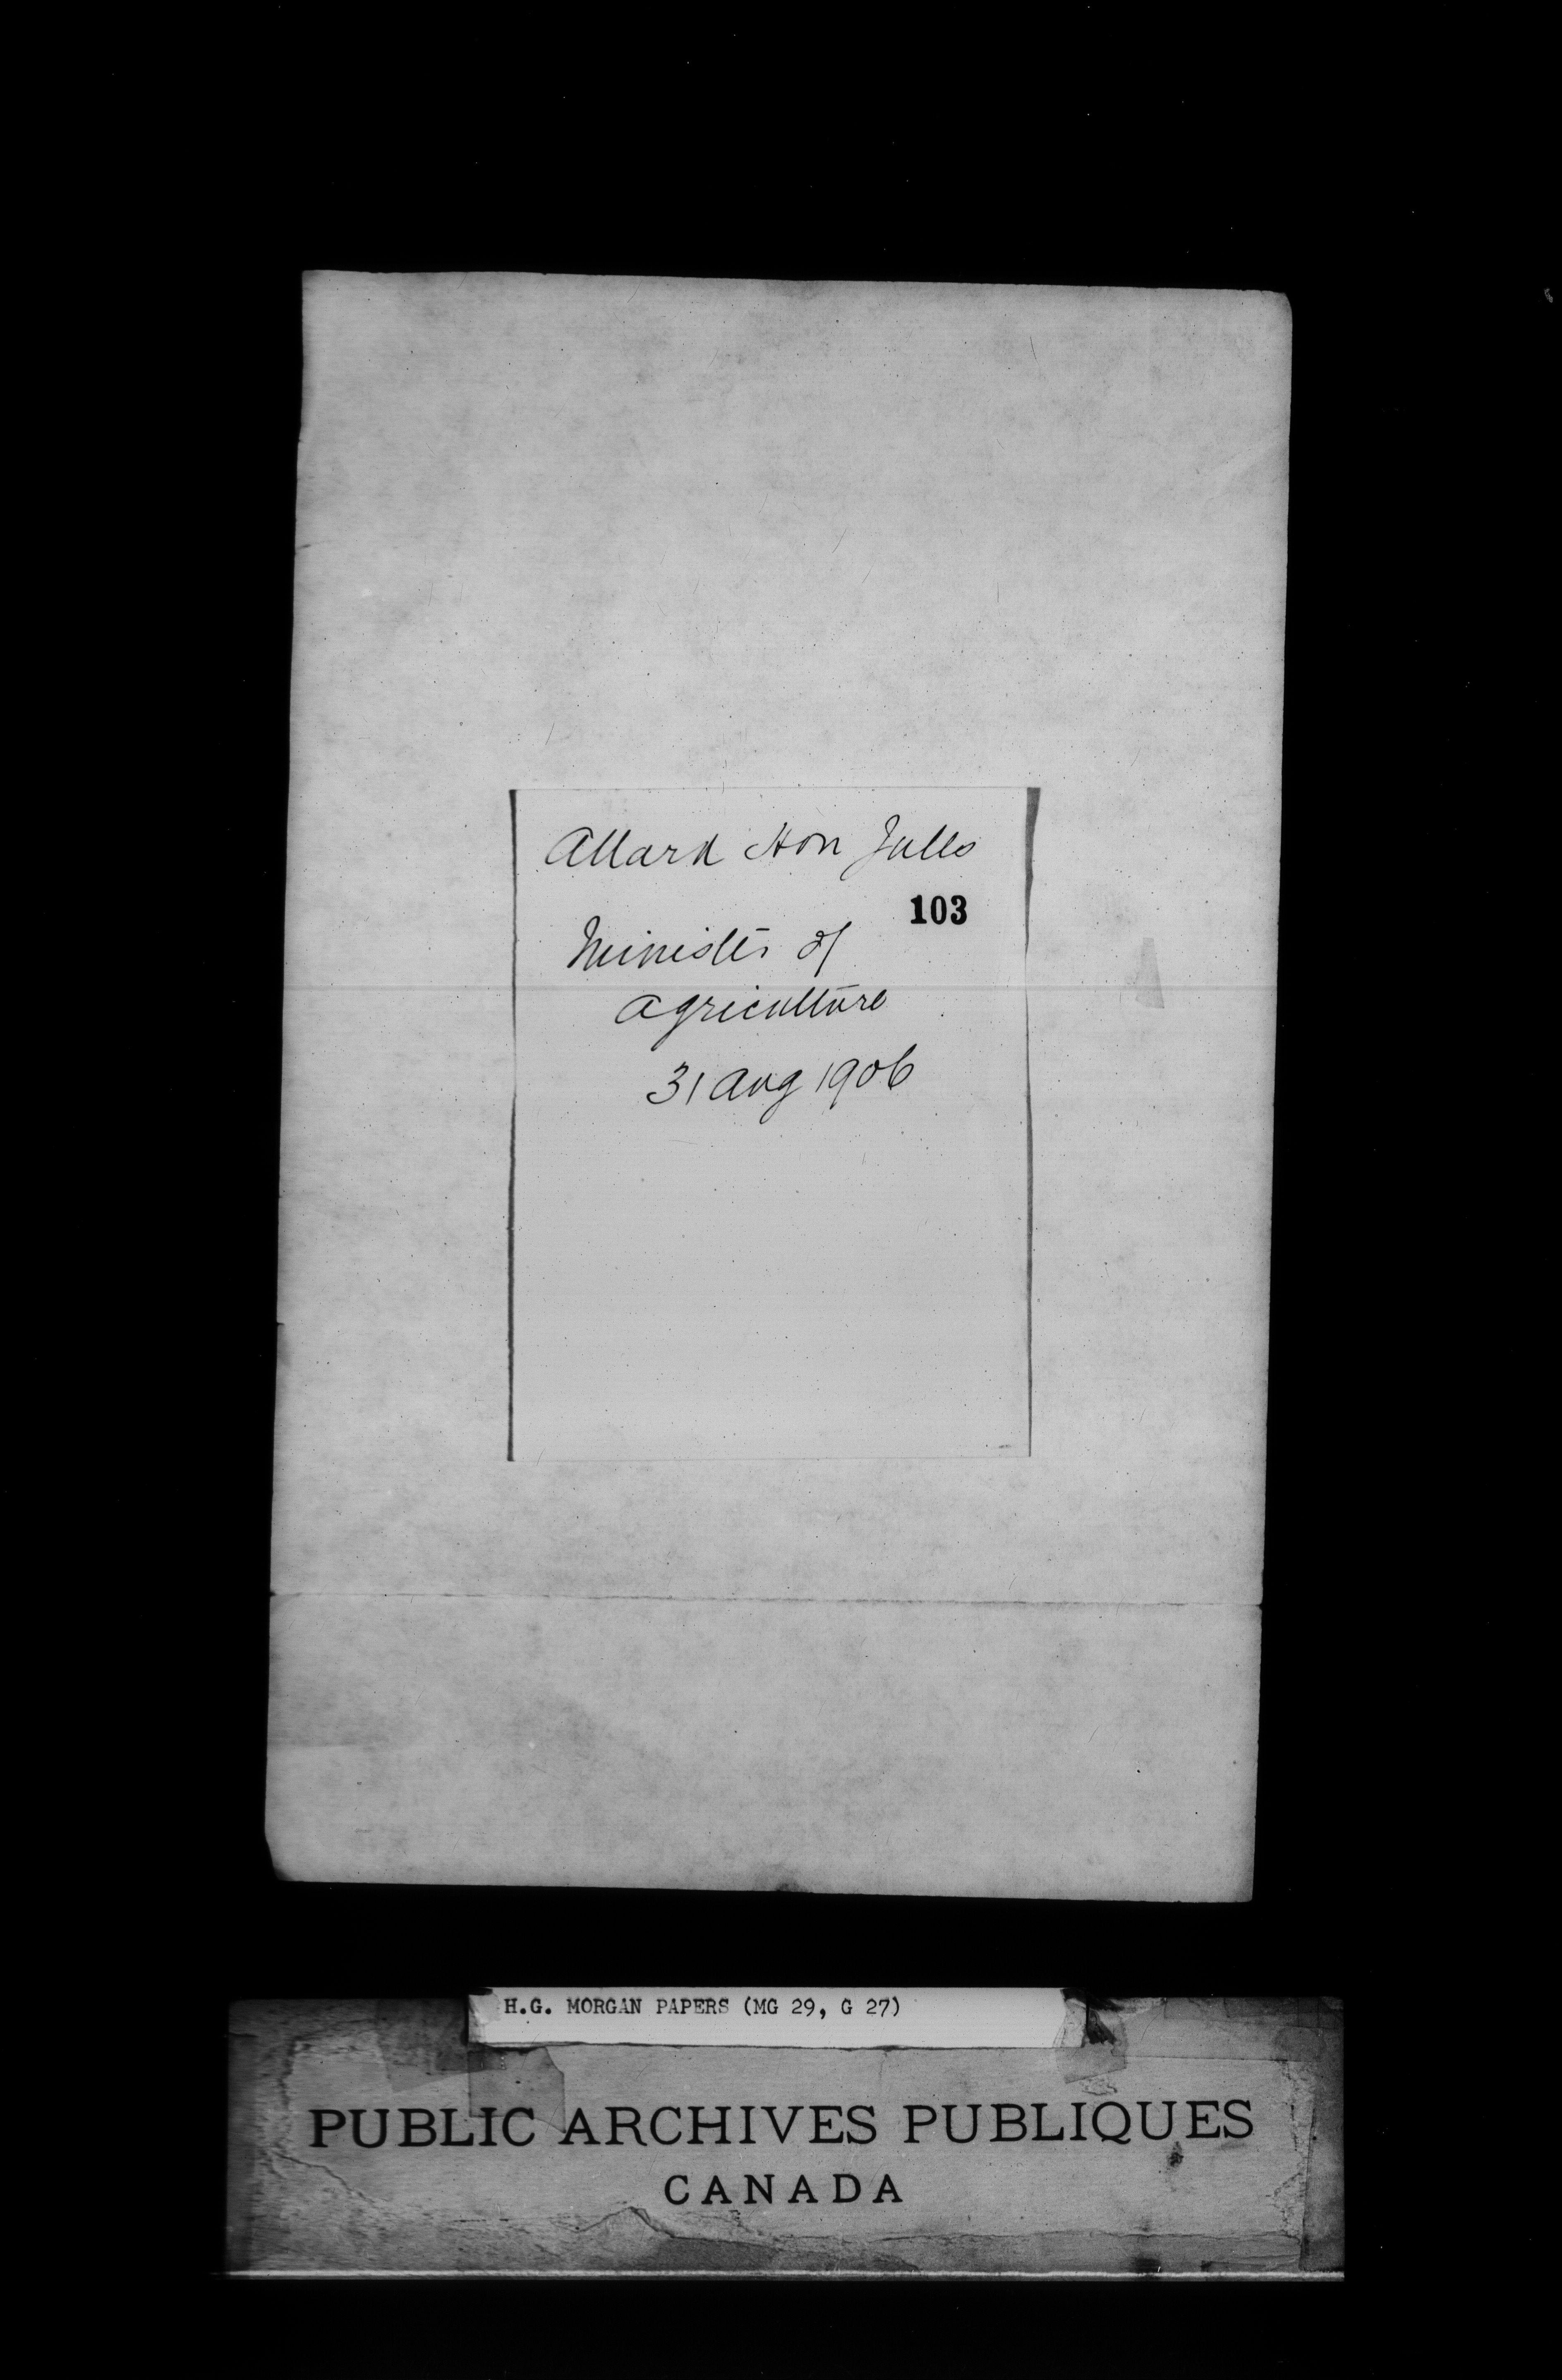 Allard Hon Jules
103
Minister of
Agriculture
31 Aug 1906
H.G. MORGAN PAPERS (MG 29, G 27)
PUBLIC ARCHIVES PUBLIQUES
CANADA